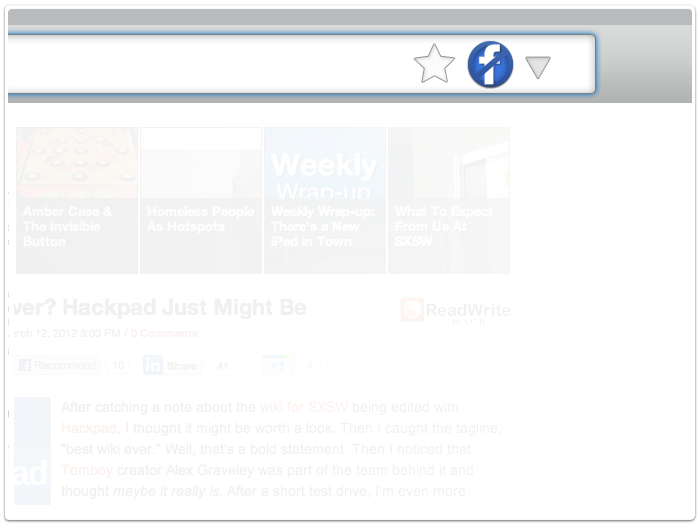 f
Weekly
Wrap-up
Amber Case &
The Invisible
Button
Homeless People
As Hotspots
Weekly Wrap-up:
There's a New
iPad in Town
What To Expect
From Us At
SXSW
ver? Hackpad Just Might Be
arch 12, 2012 3:03 PM / 0 Comments
ReadWrite
HACK
f Recommend
10
in Share
41
+1
After catching a note about the wiki for SXSW being edited with
Hackpad, I thought it might be worth a look. Then I caught the tagline,
"best wiki ever." Well, that's a bold statement. Then I noticed that
Tomboy creator Alex Graveley was part of the team behind it and
thought maybe it really is. After a short test drive, I'm even more
ad